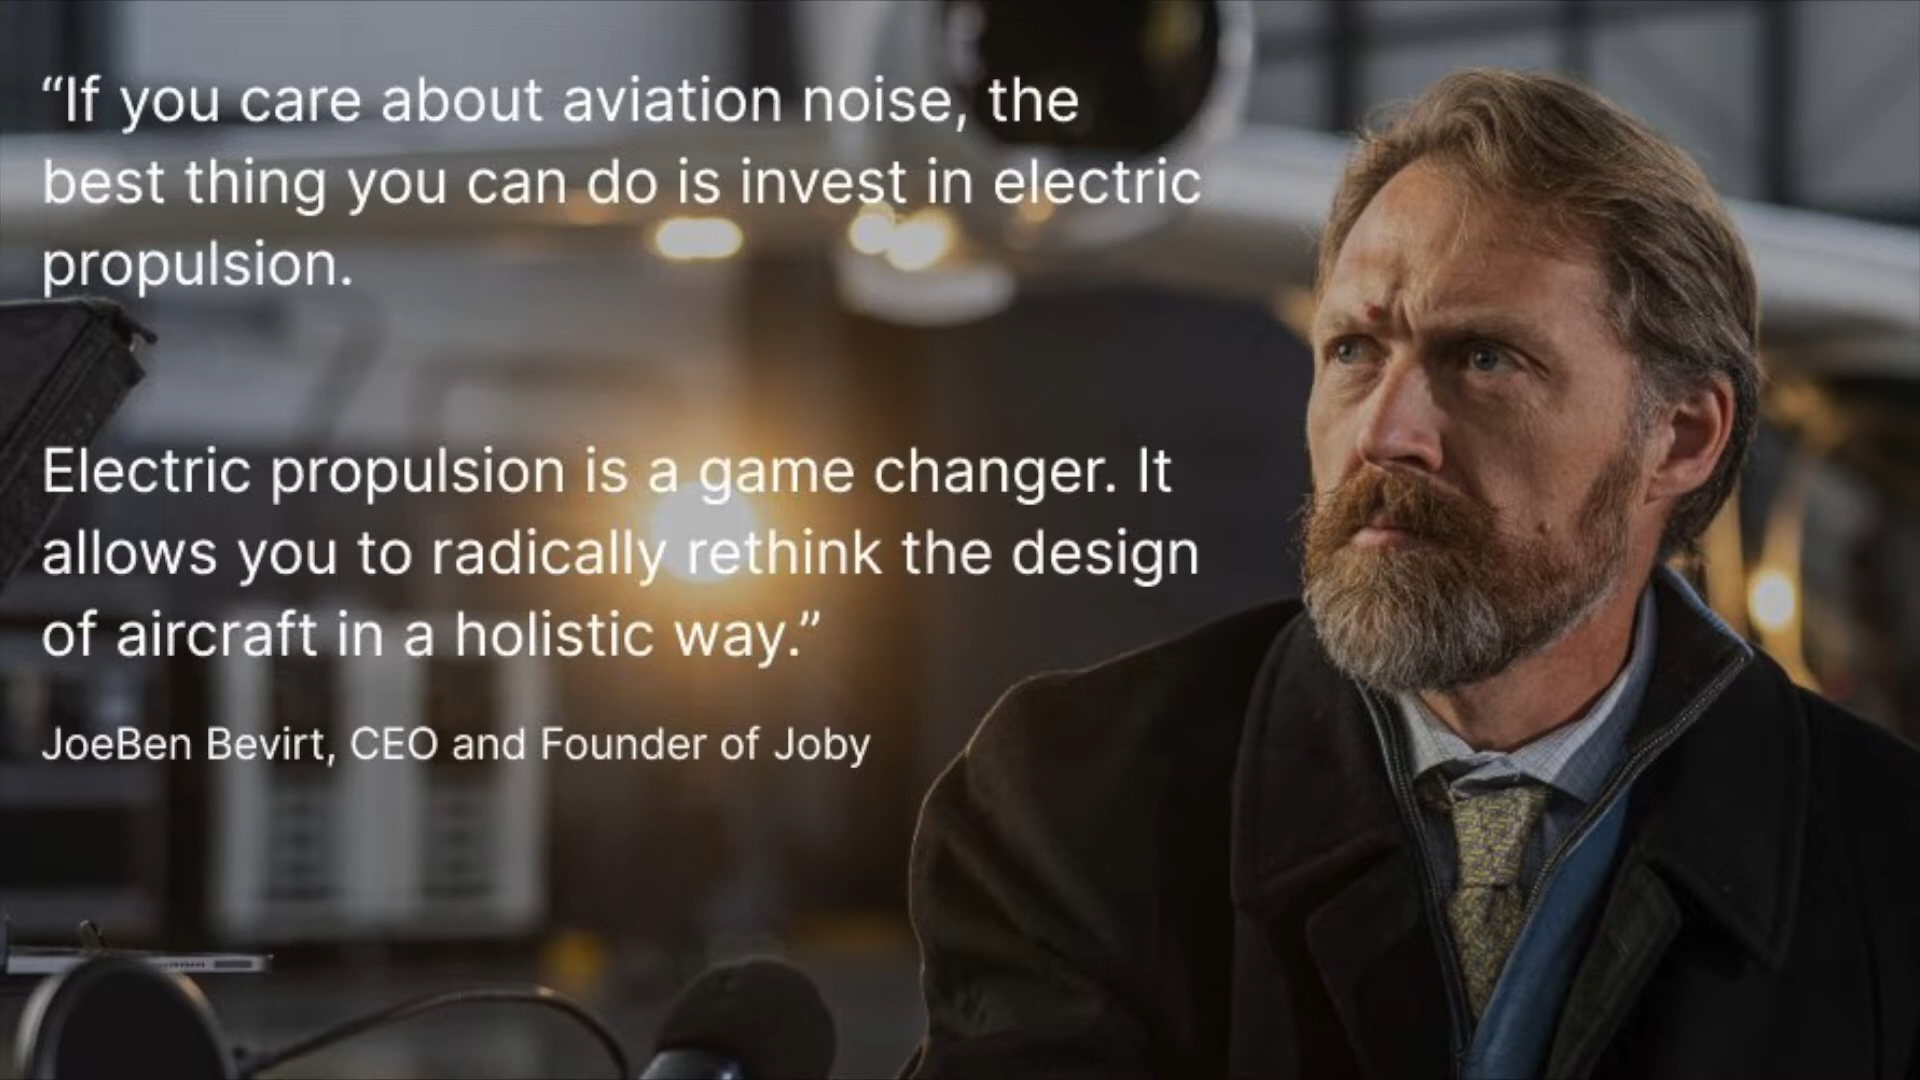 “If you care about aviation noise, the
best thing you can do is invest in electric
propulsion.
Electric propulsion is a game changer. It
allows you to radically rethink the design
of aircraft in a holistic way.”
JoeBen Bevirt, CEO and Founder of Joby